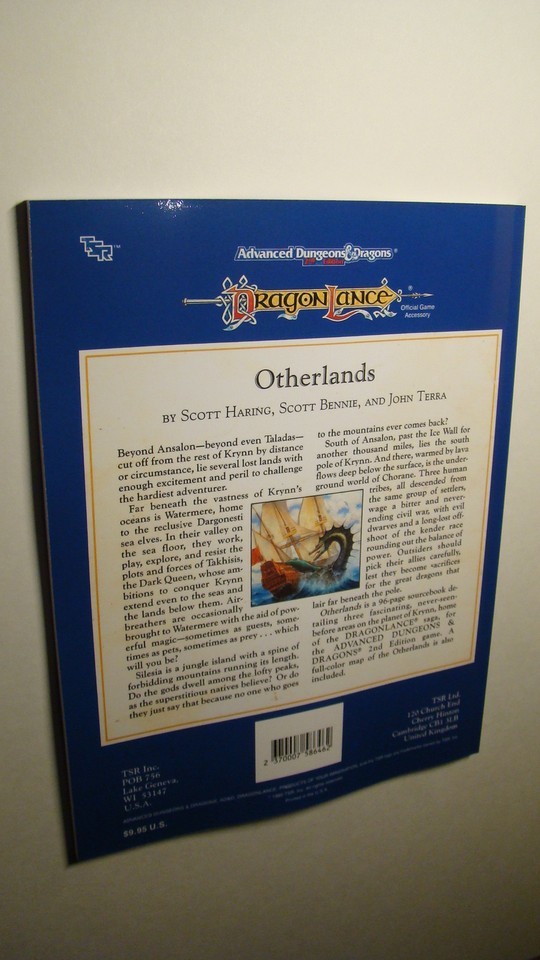 TSR™
Advanced Dungeons & Dragons®
2nd Edition
DRAGONLANCE®
Official Game
Accessory
Otherlands
BY SCOTT HARING, SCOTT BENNIE, AND JOHN TERRA
Beyond Ansalon—beyond even Taladas—
cut off from the rest of Krynn by distance
or circumstance, lie several lost lands with
enough excitement and peril to challenge
the hardiest adventurer.
Far beneath the vastness of Krynn's
oceans is Watermere, home
to the reclusive Dargonesti
sea elves. In their valley on
the sea floor, they work,
play, explore, and resist the
plots and forces of Takhisis,
the Dark Queen, whose am-
bitions to conquer Krynn
extend even to the seas and
the lands below them. Air-
breathers are occasionally
brought to Watermere with the aid of pow-
erful magic—sometimes as guests, some-
times as pets, sometimes as prey . . . which
will you be?
Silesia is a jungle island with a spine of
forbidding mountains running its length.
Do the gods dwell among the lofty peaks,
as the superstitious natives believe? Or do
they just say that because no one who goes
to the mountains ever comes back?
South of Ansalon, past the Ice Wall for
another thousand miles, lies the south
pole of Krynn. And there, warmed by lava
flows deep below the surface, is the under-
ground world of Chorane. Three human
tribes, all descended from
the same group of settlers,
wage a bitter and never-
ending civil war, with evil
dwarves and a long-lost off-
shoot of the kender race
rounding out the balance of
power. Outsiders should
pick their allies carefully,
lest they become sacrifices
for the great dragons that
lair far beneath the pole.
Otherlands is a 96-page sourcebook de-
tailing three fascinating, never-seen-
before areas on the planet of Krynn, home
of the DRAGONLANCE® saga, for
the ADVANCED DUNGEONS &
DRAGONS® 2nd Edition game. A
full-color map of the Otherlands is also
included.
TSR Inc.
POB 756
Lake Geneva,
WI 53147
U.S.A.
TSR Ltd.
120 Church End
Cherry Hinton
Cambridge CB1 3LB
United Kingdom
$9.95 U.S.